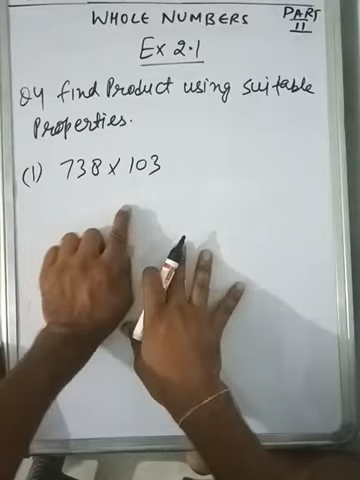 WHOLE NUMBERS
PART
II
Ex 2.1
Q4 find Product using suitable
Properties.
(1) 738 x 103